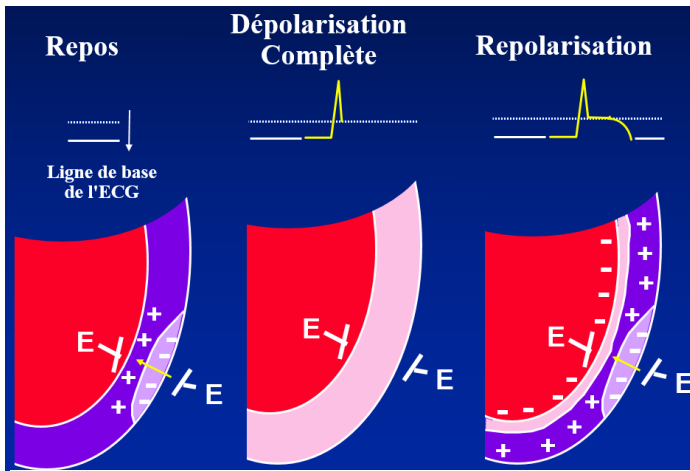 Repos
Dépolarisation
Complète
Repolarisation
Ligne de base
de l'ECG
E
E
E
E
E
E
+
+
+
+
-
-
-
-
+
+
+
+
+
+
+
+
+
+
-
-
-
-
-
-
-
-
-
-
-
-
-